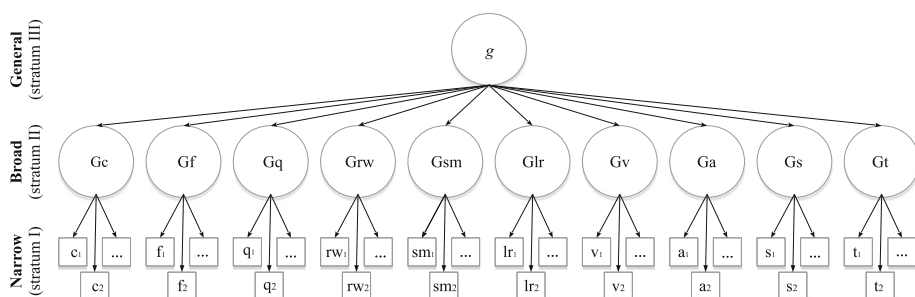 General
(stratum III)
g
Broad
(stratum II)
Gc Gf Gq Grw Gsm Glr Gv Ga Gs Gt
Narrow
(stratum I)
c1 ... f1 ... q1 ... rw1 ... sm1 ... lr1 ... v1 ... a1 ... s1 ... t1 ...
c2 f2 q2 rw2 sm2 lr2 v2 a2 s2 t2